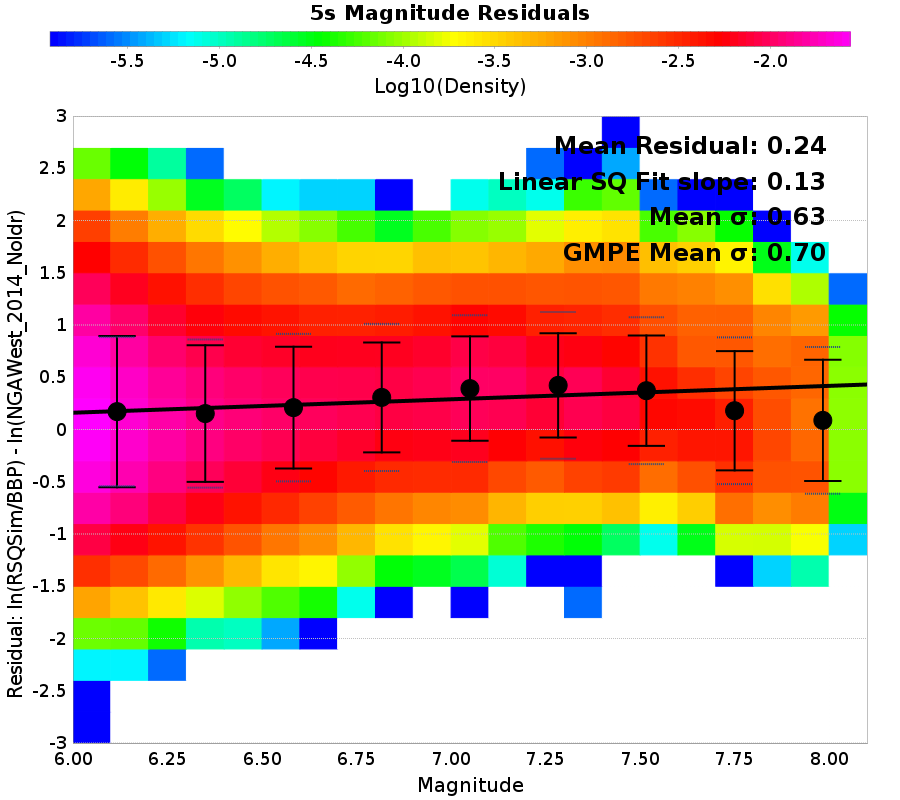 5s Magnitude Residuals
-5.5 -5.0 -4.5 -4.0 -3.5 -3.0 -2.5 -2.0
Log10(Density)
Residual: ln(RSQSim/BBP) - ln(NGAWest_2014_NoIdr)
3
2.5
2
1.5
1
0.5
0
-0.5
-1
-1.5
-2
-2.5
-3
Mean Residual: 0.24
Linear SQ Fit slope: 0.13
Mean σ: 0.63
GMPE Mean σ: 0.70
6.00 6.25 6.50 6.75 7.00 7.25 7.50 7.75 8.00
Magnitude